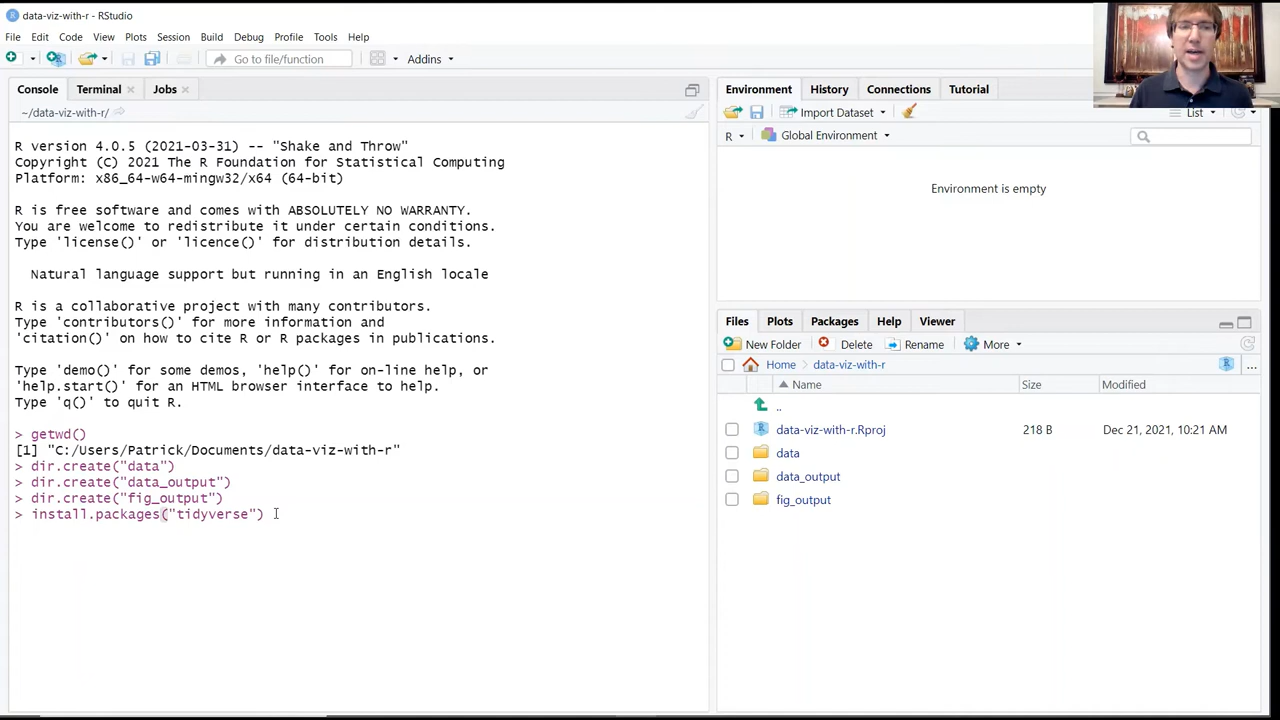 data-viz-with-r - RStudio
File Edit Code View Plots Session Build Debug Profile Tools Help
Go to file/function Addins
Console Terminal Jobs
~/data-viz-with-r/
R version 4.0.5 (2021-03-31) -- "Shake and Throw"
Copyright (C) 2021 The R Foundation for Statistical Computing
Platform: x86_64-w64-mingw32/x64 (64-bit)
R is free software and comes with ABSOLUTELY NO WARRANTY.
You are welcome to redistribute it under certain conditions.
Type 'license()' or 'licence()' for distribution details.
Natural language support but running in an English locale
R is a collaborative project with many contributors.
Type 'contributors()' for more information and
'citation()' on how to cite R or R packages in publications.
Type 'demo()' for some demos, 'help()' for on-line help, or
'help.start()' for an HTML browser interface to help.
Type 'q()' to quit R.
> getwd()
[1] "C:/Users/Patrick/Documents/data-viz-with-r"
> dir.create("data")
> dir.create("data_output")
> dir.create("fig_output")
> install.packages("tidyverse")
Environment History Connections Tutorial
Import Dataset List
R Global Environment
Environment is empty
Files Plots Packages Help Viewer
New Folder Delete Rename More
Home data-viz-with-r ...
Name Size Modified
..
data-viz-with-r.Rproj 218 B Dec 21, 2021, 10:21 AM
data
data_output
fig_output